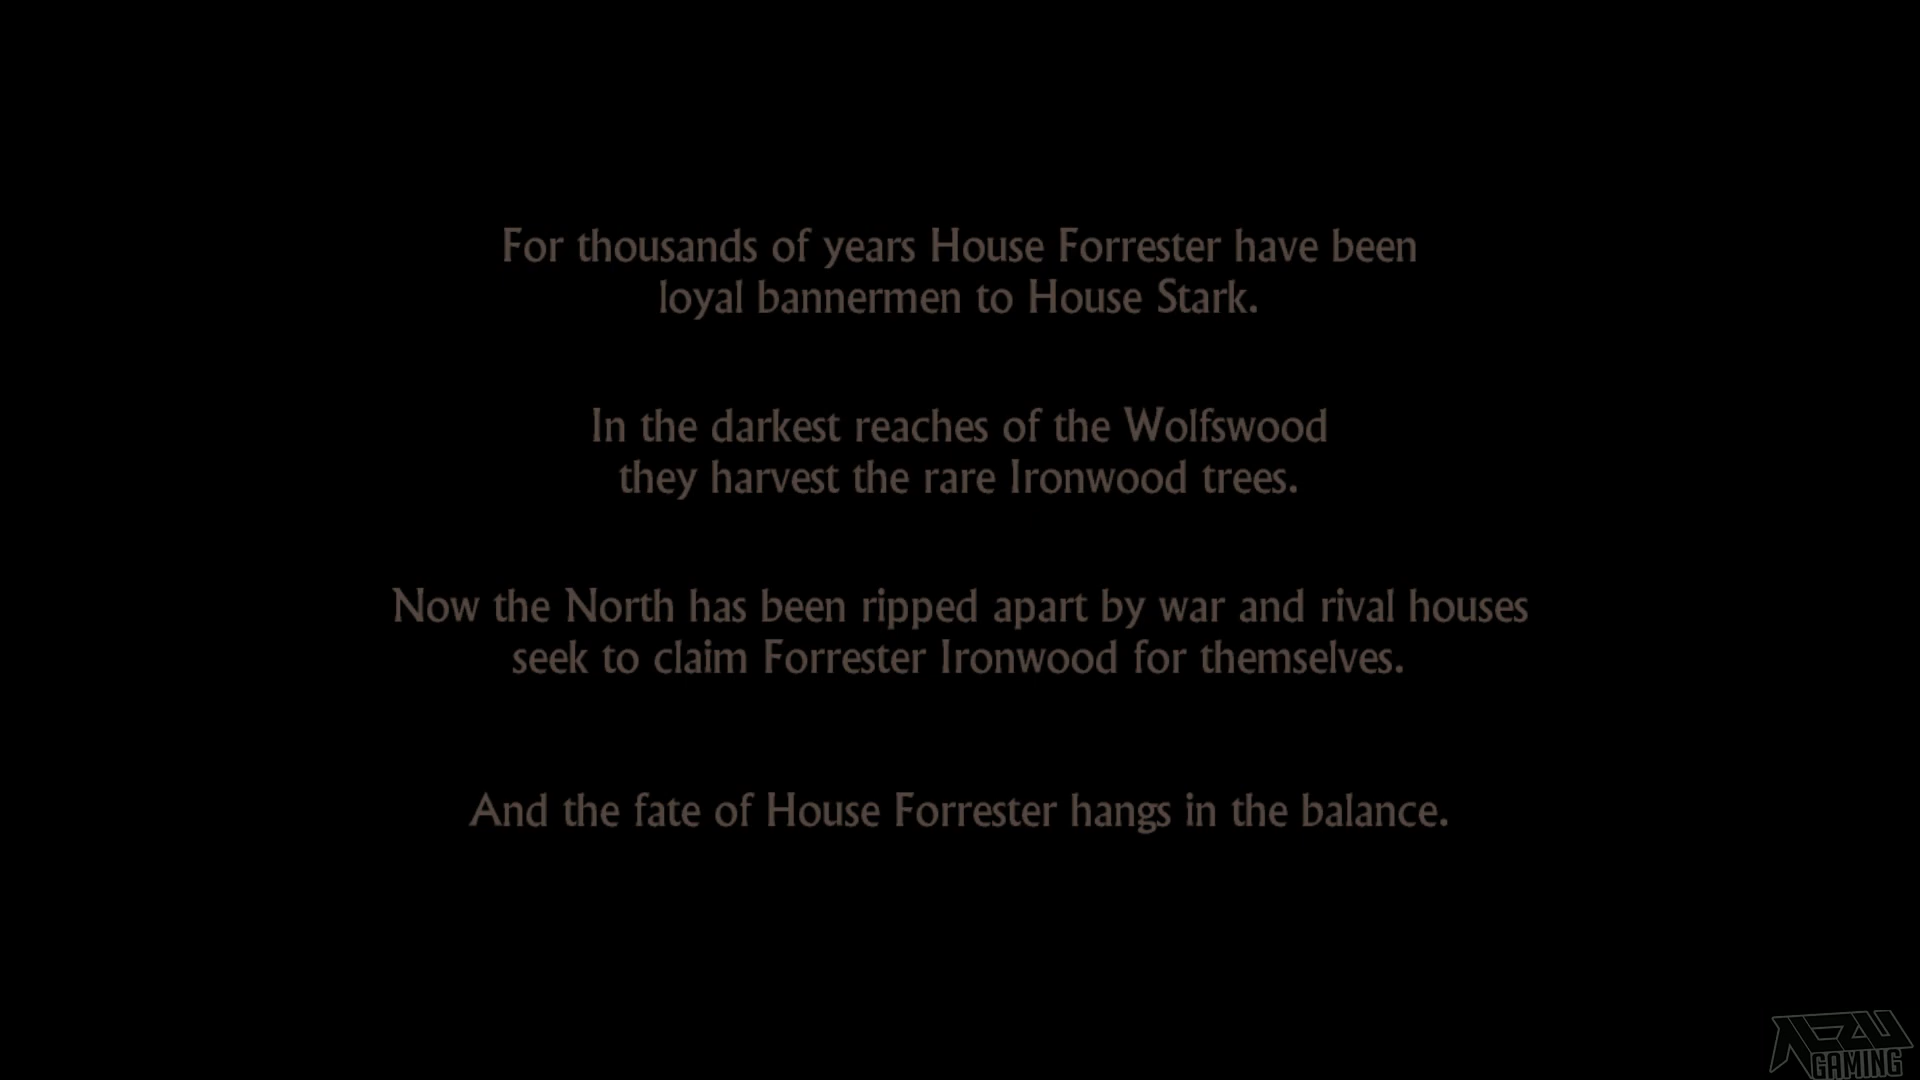 For thousands of years House Forrester have been
loyal bannermen to House Stark.
In the darkest reaches of the Wolfswood
they harvest the rare Ironwood trees.
Now the North has been ripped apart by war and rival houses
seek to claim Forrester Ironwood for themselves.
And the fate of House Forrester hangs in the balance.
GAMING